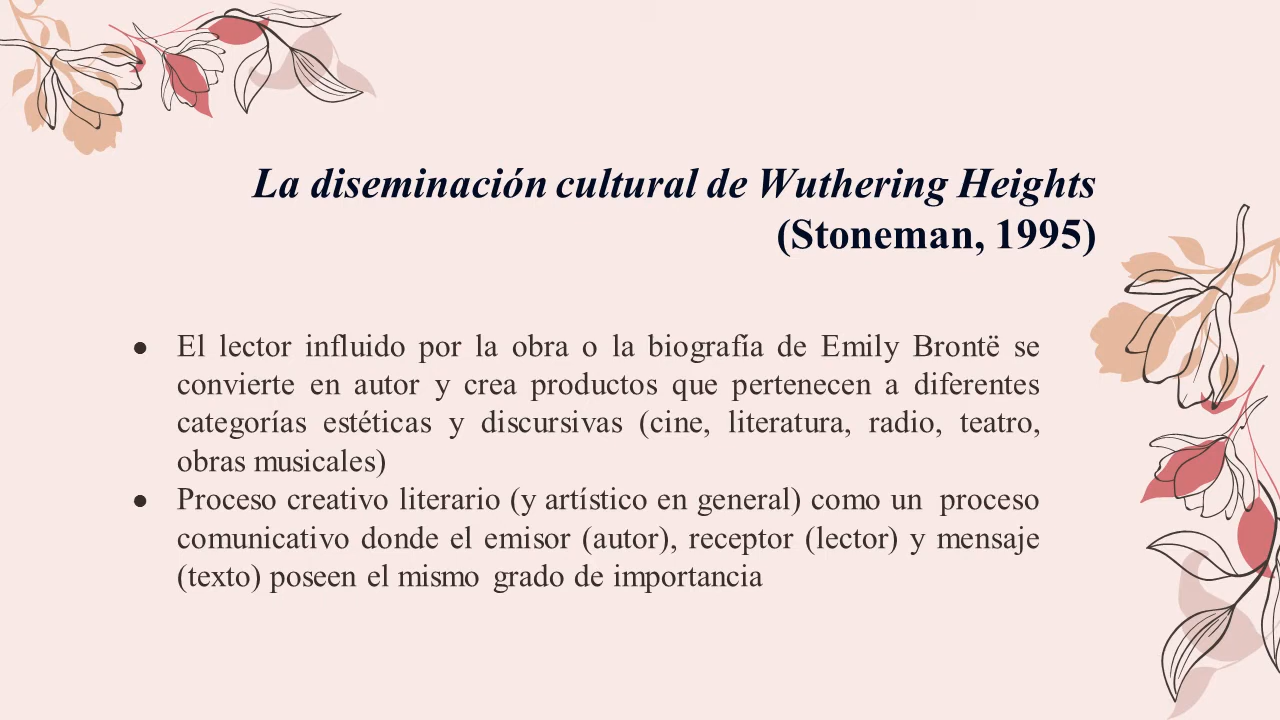 La diseminación cultural de Wuthering Heights
(Stoneman, 1995)
● El lector influido por la obra o la biografía de Emily Brontë se
convierte en autor y crea productos que pertenecen a diferentes
categorías estéticas y discursivas (cine, literatura, radio, teatro,
obras musicales)
● Proceso creativo literario (y artístico en general) como un proceso
comunicativo donde el emisor (autor), receptor (lector) y mensaje
(texto) poseen el mismo grado de importancia